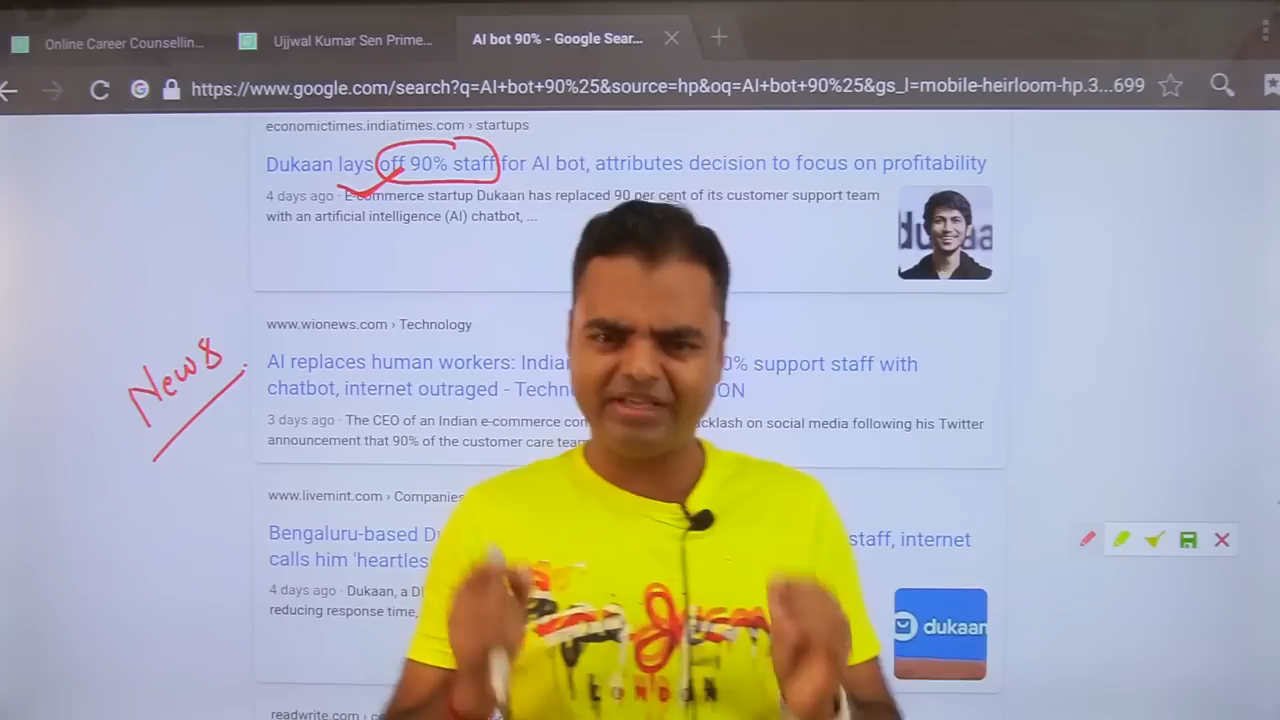 Online Career Counsellin...
Ujjwal Kumar Sen Prime...
AI bot 90% - Google Sear...
https://www.google.com/search?q=AI+bot+90%25&source=hp&oq=AI+bot+90%25&gs_l=mobile-heirloom-hp.3...699
economictimes.indiatimes.com › startups
Dukaan lays off 90% staff for AI bot, attributes decision to focus on profitability
4 days ago · E-commerce startup Dukaan has replaced 90 per cent of its customer support team
with an artificial intelligence (AI) chatbot, ...
dukaa
www.wionews.com › Technology
AI replaces human workers: India 0% support staff with
chatbot, internet outraged - Techn ON
3 days ago · The CEO of an Indian e-commerce com cklash on social media following his Twitter
announcement that 90% of the customer care tea
News
www.livemint.com › Companies
Bengaluru-based D staff, internet
calls him 'heartles
4 days ago · Dukaan, a D
reducing response time,
dukaan
LONDON
readwrite.com › c